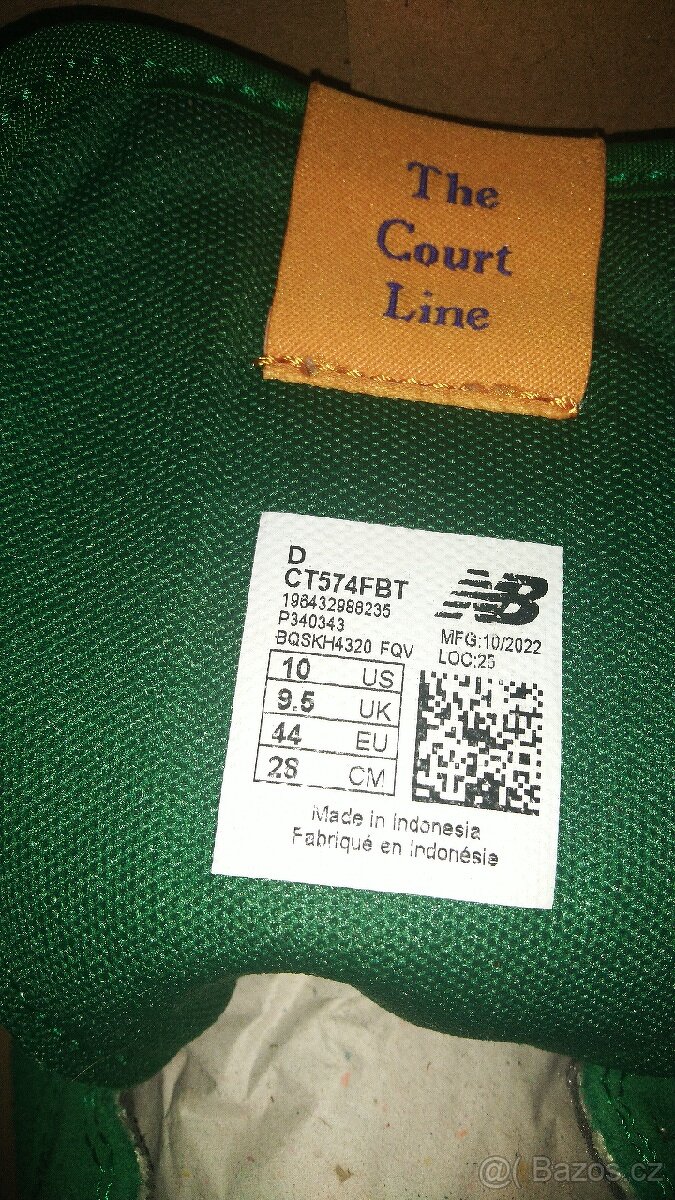 The
Court
Line
D
CT574FBT
196432988235
P340343
BQSKH4320 FQV
NB
MFG:10/2022
LOC:25
10 US
9.5 UK
44 EU
28 CM
Made in Indonesia
Fabriqué en Indonésie
@( Bazos.cz